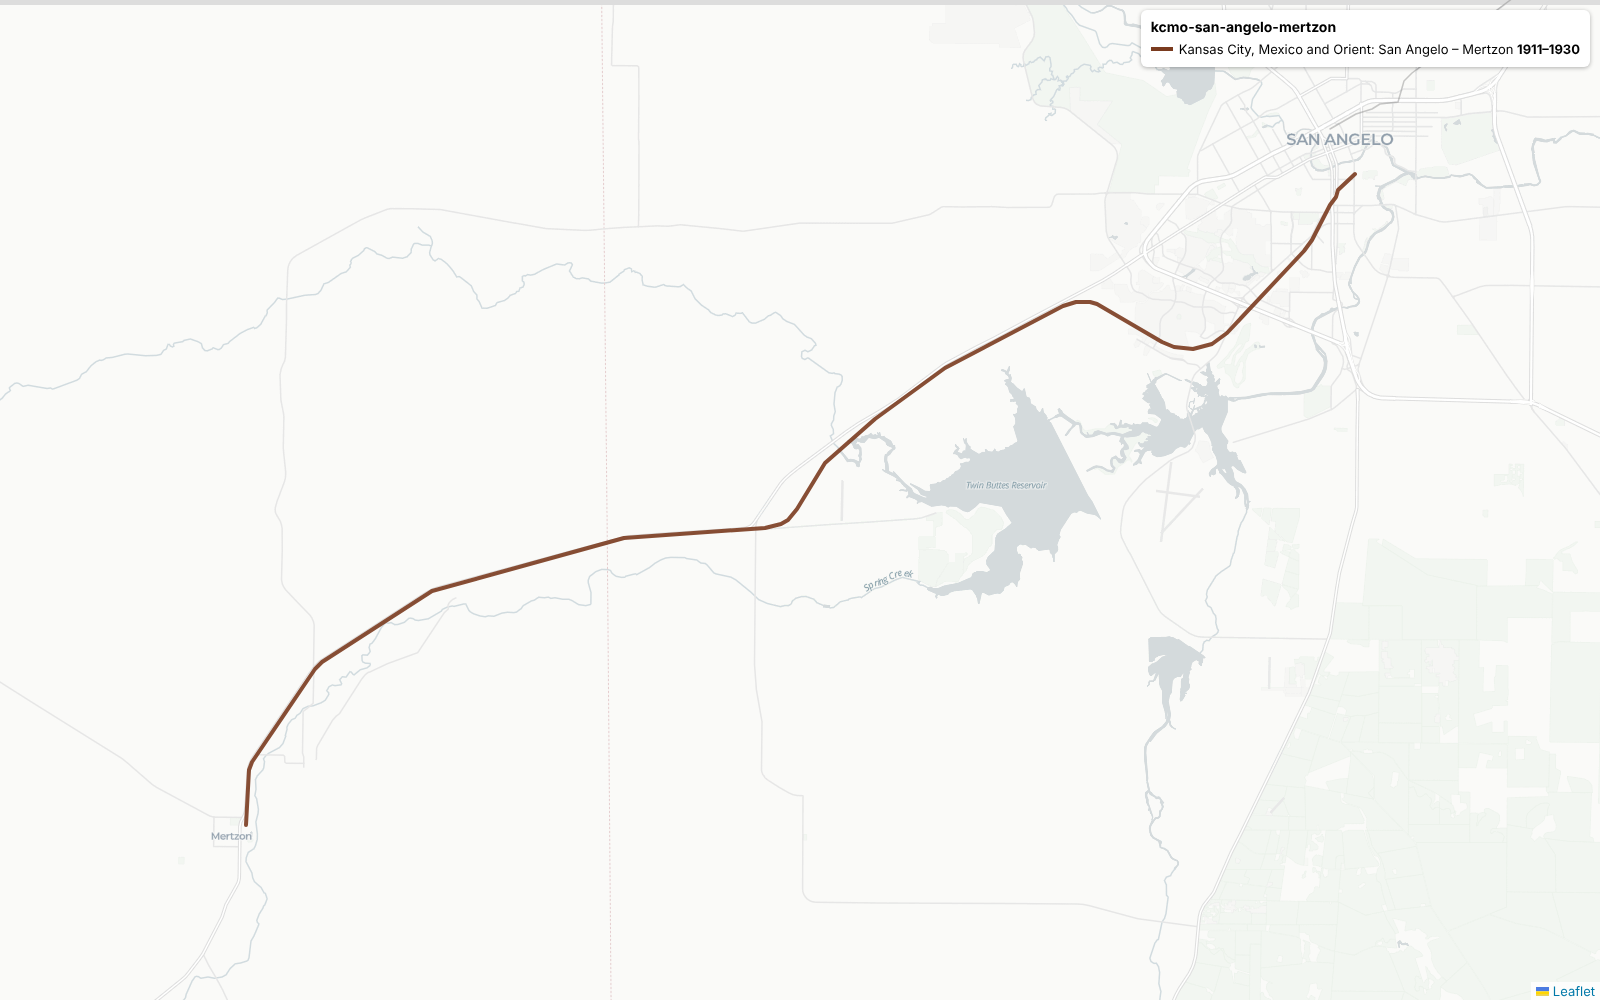 kcmo-san-angelo-mertzon
Kansas City, Mexico and Orient: San Angelo – Mertzon 1911–1930
SAN ANGELO
Twin Buttes Reservoir
Spring Creek
Mertzon
Leaflet